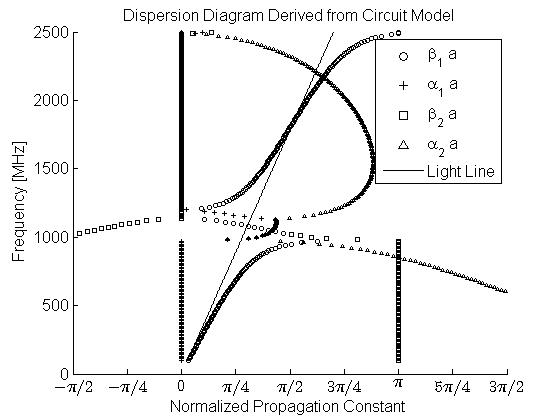 Dispersion Diagram Derived from Circuit Model
2500
2000
1500
1000
500
0
Frequency [MHz]
β₁ a
α₁ a
β₂ a
α₂ a
Light Line
−π/2 −π/4 0 π/4 π/2 3π/4 π 5π/4 3π/2
Normalized Propagation Constant